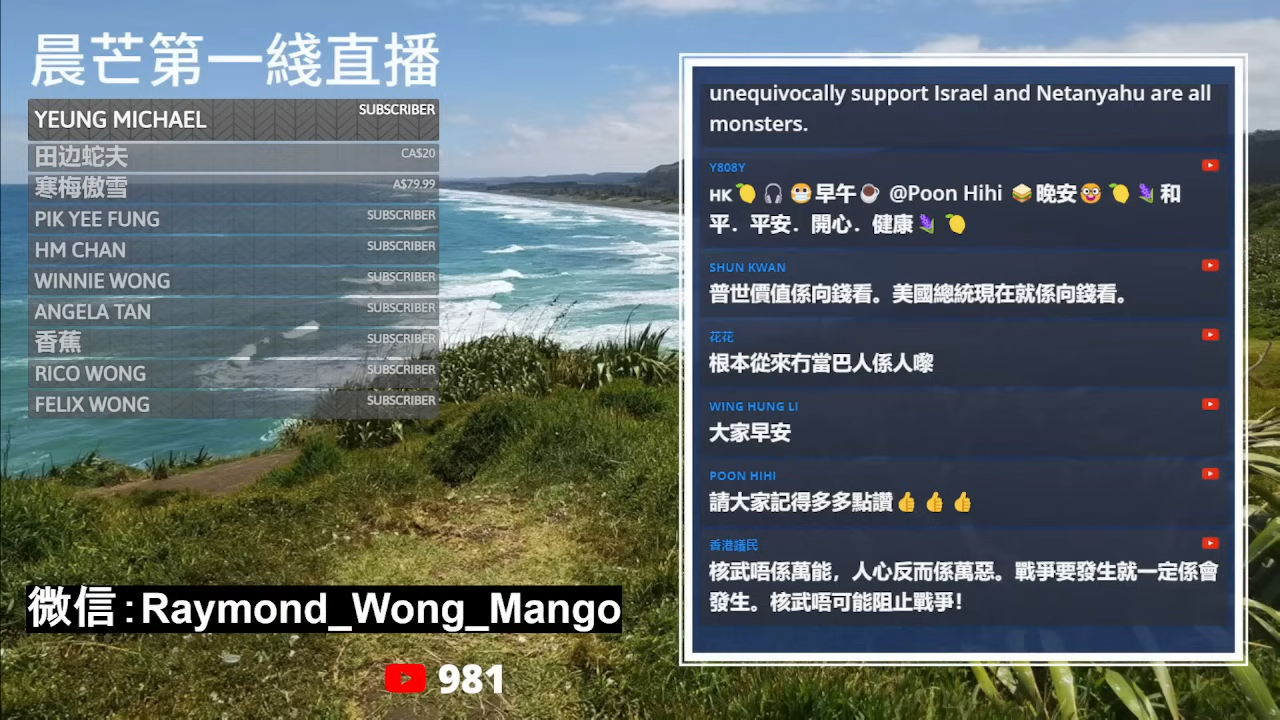 晨芒第一綫直播
YEUNG MICHAEL SUBSCRIBER
田边蛇夫 CA$20
寒梅傲雪 A$79.99
PIK YEE FUNG SUBSCRIBER
HM CHAN SUBSCRIBER
WINNIE WONG SUBSCRIBER
ANGELA TAN SUBSCRIBER
香蕉 SUBSCRIBER
RICO WONG SUBSCRIBER
FELIX WONG SUBSCRIBER
微信:Raymond_Wong_Mango
981
unequivocally support Israel and Netanyahu are all
monsters.
Y808Y
ʜᴋ🍋🎧😷早午☕ @Poon Hihi 🥪晚安🤡🍋🪻和
平．平安．開心．健康🪻🍋
SHUN KWAN
普世價值係向錢看。美國總統現在就係向錢看。
花花
根本從來冇當巴人係人嚟
WING HUNG LI
大家早安
POON HIHI
請大家記得多多點讚👍👍👍
香港議民
核武唔係萬能，人心反而係萬惡。戰爭要發生就一定係會
發生。核武唔可能阻止戰爭！